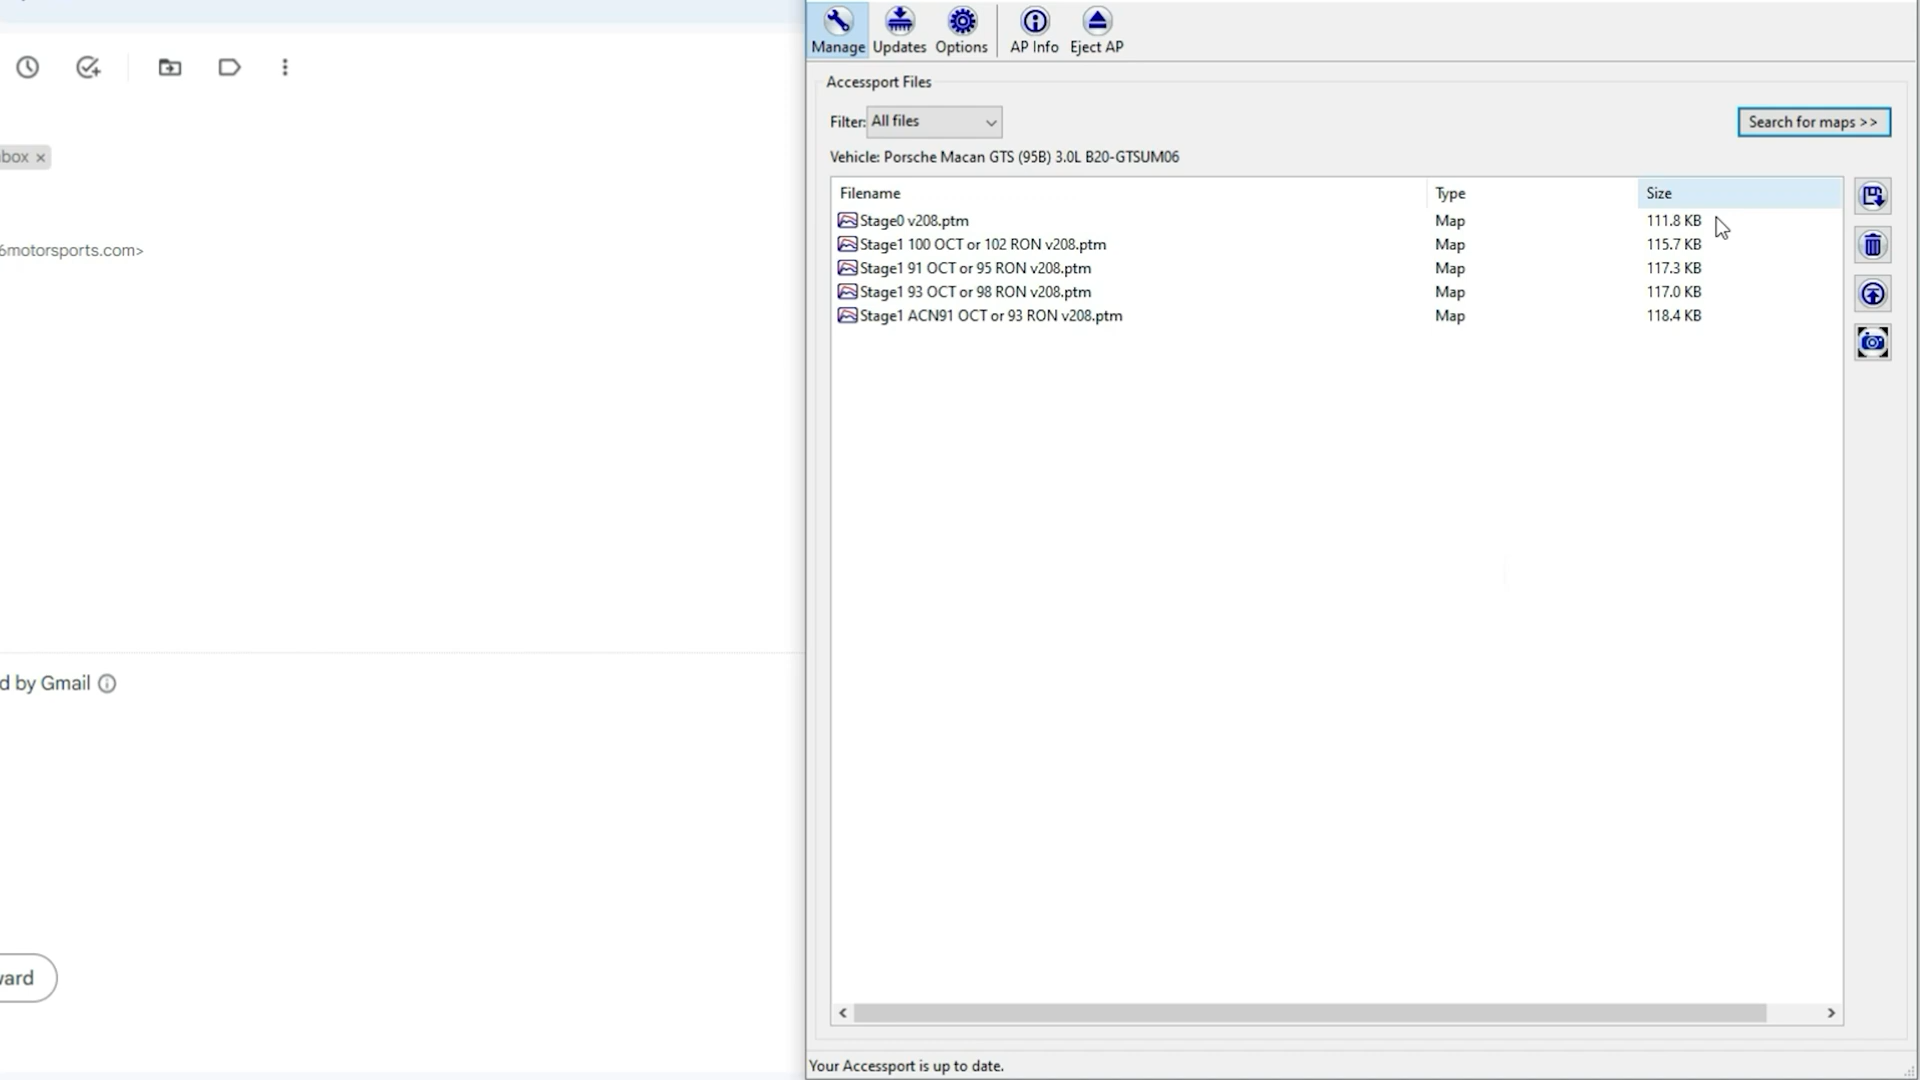 Manage Updates Options AP Info Eject AP
Accessport Files
Filter: All files
Search for maps >>
Vehicle: Porsche Macan GTS (95B) 3.0L B20-GTSUM06
Filename Type Size
Stage0 v208.ptm Map 111.8 KB
Stage1 100 OCT or 102 RON v208.ptm Map 115.7 KB
Stage1 91 OCT or 95 RON v208.ptm Map 117.3 KB
Stage1 93 OCT or 98 RON v208.ptm Map 117.0 KB
Stage1 ACN91 OCT or 93 RON v208.ptm Map 118.4 KB
Your Accessport is up to date.
box ×
6motorsports.com>
d by Gmail
ward